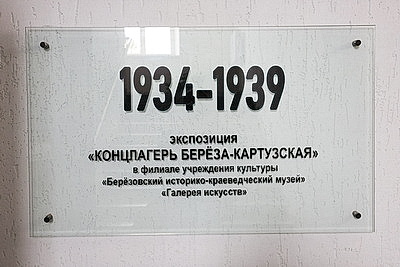 1934-1939
экспозиция
«КОНЦЛАГЕРЬ БЕРЁЗА-КАРТУЗСКАЯ»
в филиале учреждения культуры
«Берёзовский историко-краеведческий музей»
«Галерея искусств»